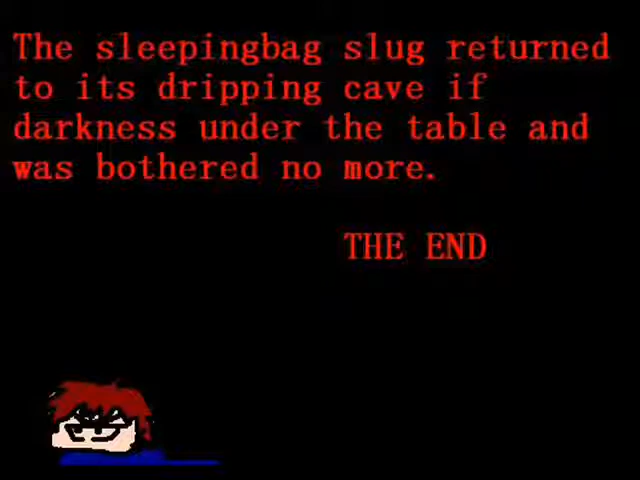 The sleepingbag slug returned
to its dripping cave if
darkness under the table and
was bothered no more.
THE END